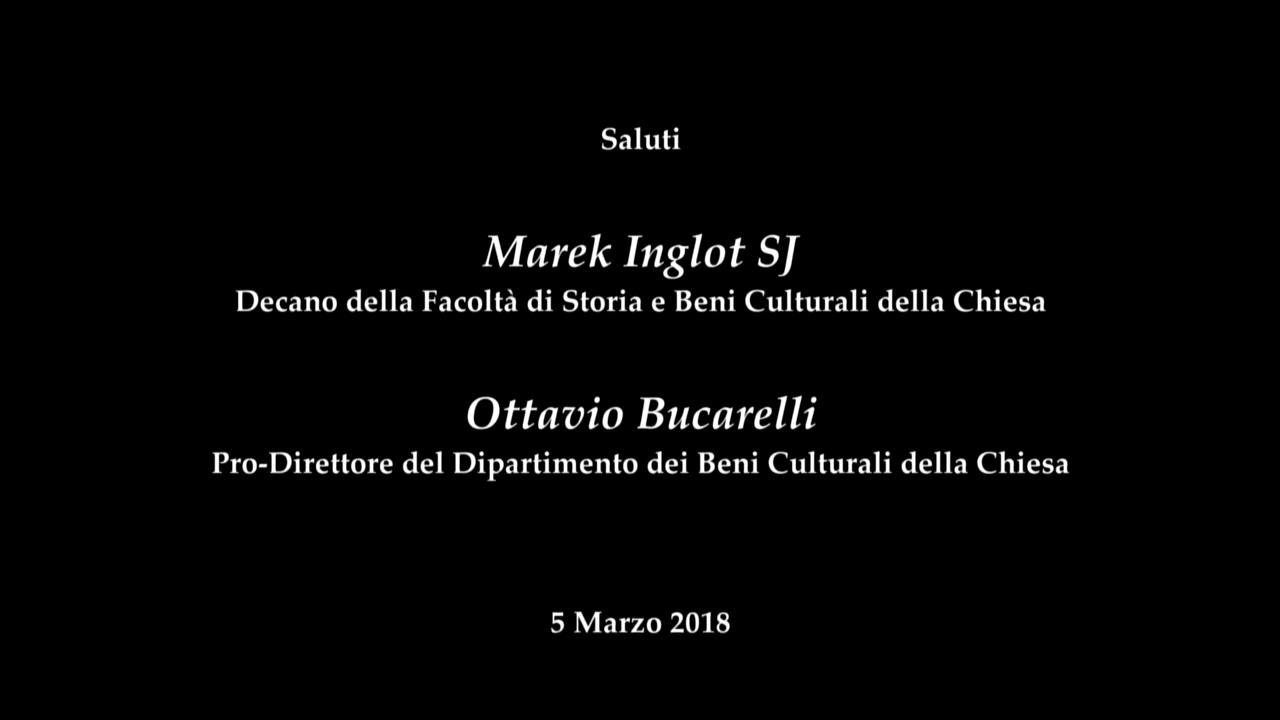 Saluti
Marek Inglot SJ
Decano della Facoltà di Storia e Beni Culturali della Chiesa
Ottavio Bucarelli
Pro-Direttore del Dipartimento dei Beni Culturali della Chiesa
5 Marzo 2018